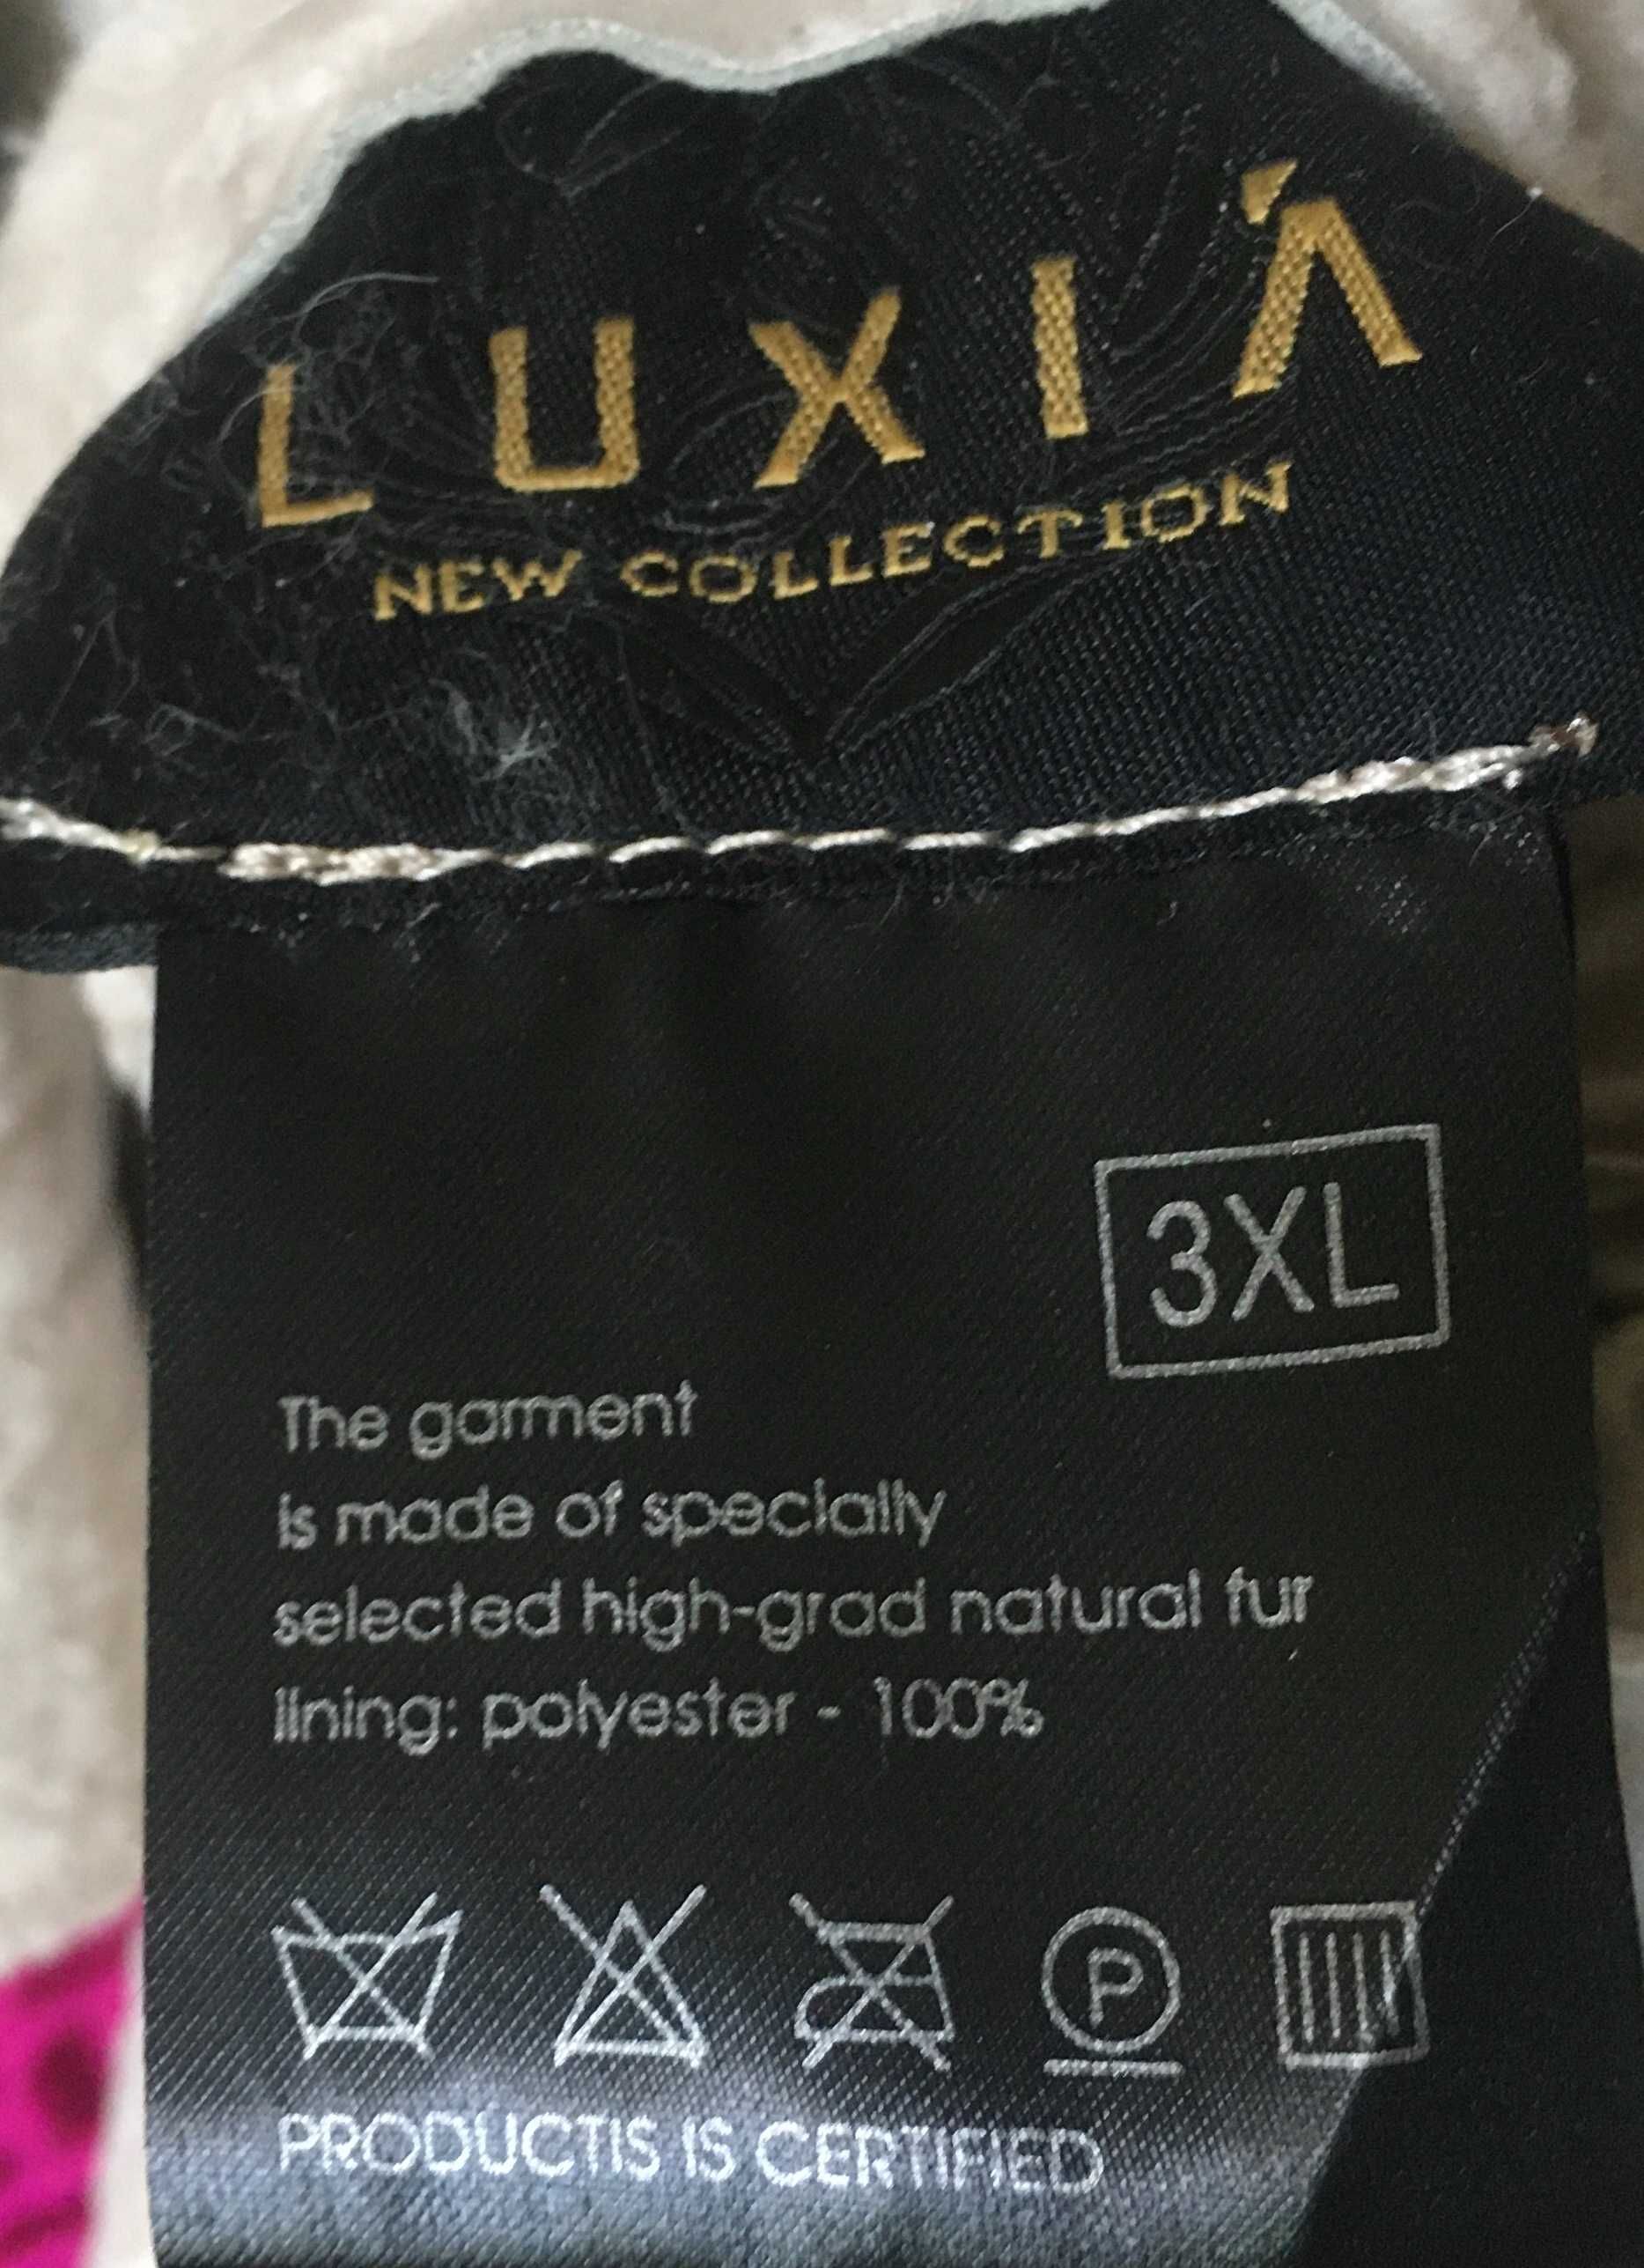 LUXIÁ
NEW COLLECTION
3XL
The garment
is made of specially
selected high-grad natural fur
lining: polyester - 100%
P
PRODUCTIS IS CERTIFIED